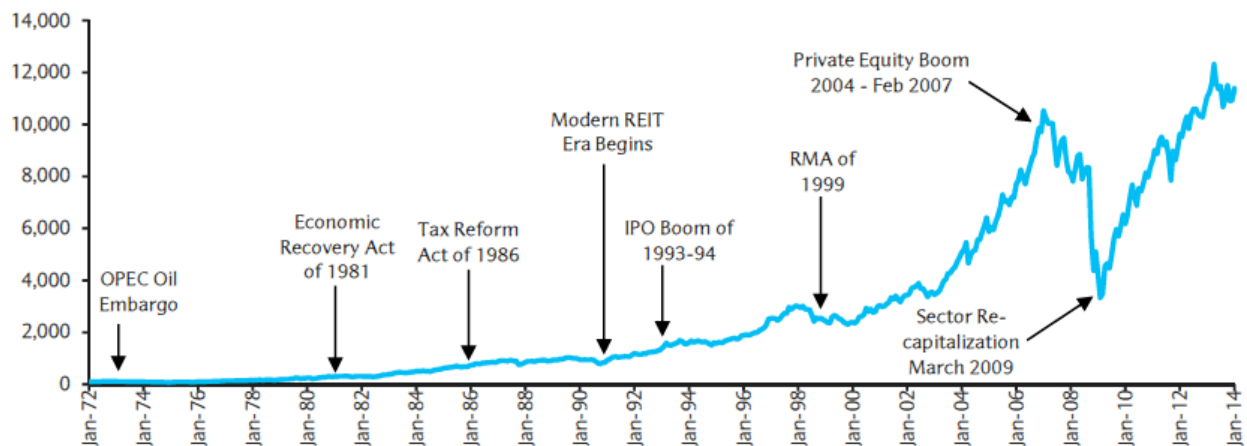 14,000
12,000
10,000
8,000
6,000
4,000
2,000
0
OPEC Oil
Embargo
Economic
Recovery Act
of 1981
Tax Reform
Act of 1986
Modern REIT
Era Begins
IPO Boom of
1993-94
RMA of
1999
Private Equity Boom
2004 - Feb 2007
Sector Re-
capitalization
March 2009
Jan- 72
Jan- 74
Jan- 76
Jan- 78
Jan- 80
Jan- 82
Jan- 84
Jan- 86
Jan- 88
Jan- 90
Jan- 92
Jan- 94
Jan- 96
Jan- 98
Jan- 00
Jan- 02
Jan- 04
Jan- 06
Jan- 08
Jan- 10
Jan- 12
Jan- 14